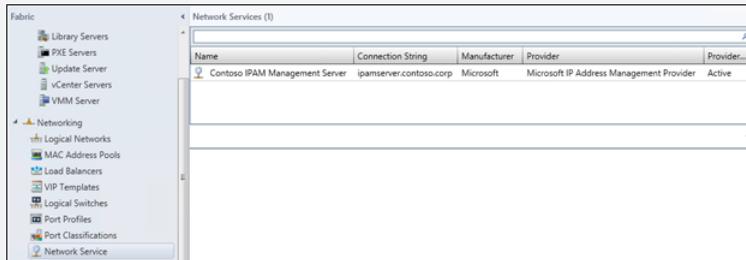 Fabric
Library Servers
PXE Servers
Update Server
vCenter Servers
VMM Server
Networking
Logical Networks
MAC Address Pools
Load Balancers
VIP Templates
Logical Switches
Port Profiles
Port Classifications
Network Service
Network Services (1)
Name Connection String Manufacturer Provider Provider...
Contoso IPAM Management Server ipamserver.contoso.corp Microsoft Microsoft IP Address Management Provider Active